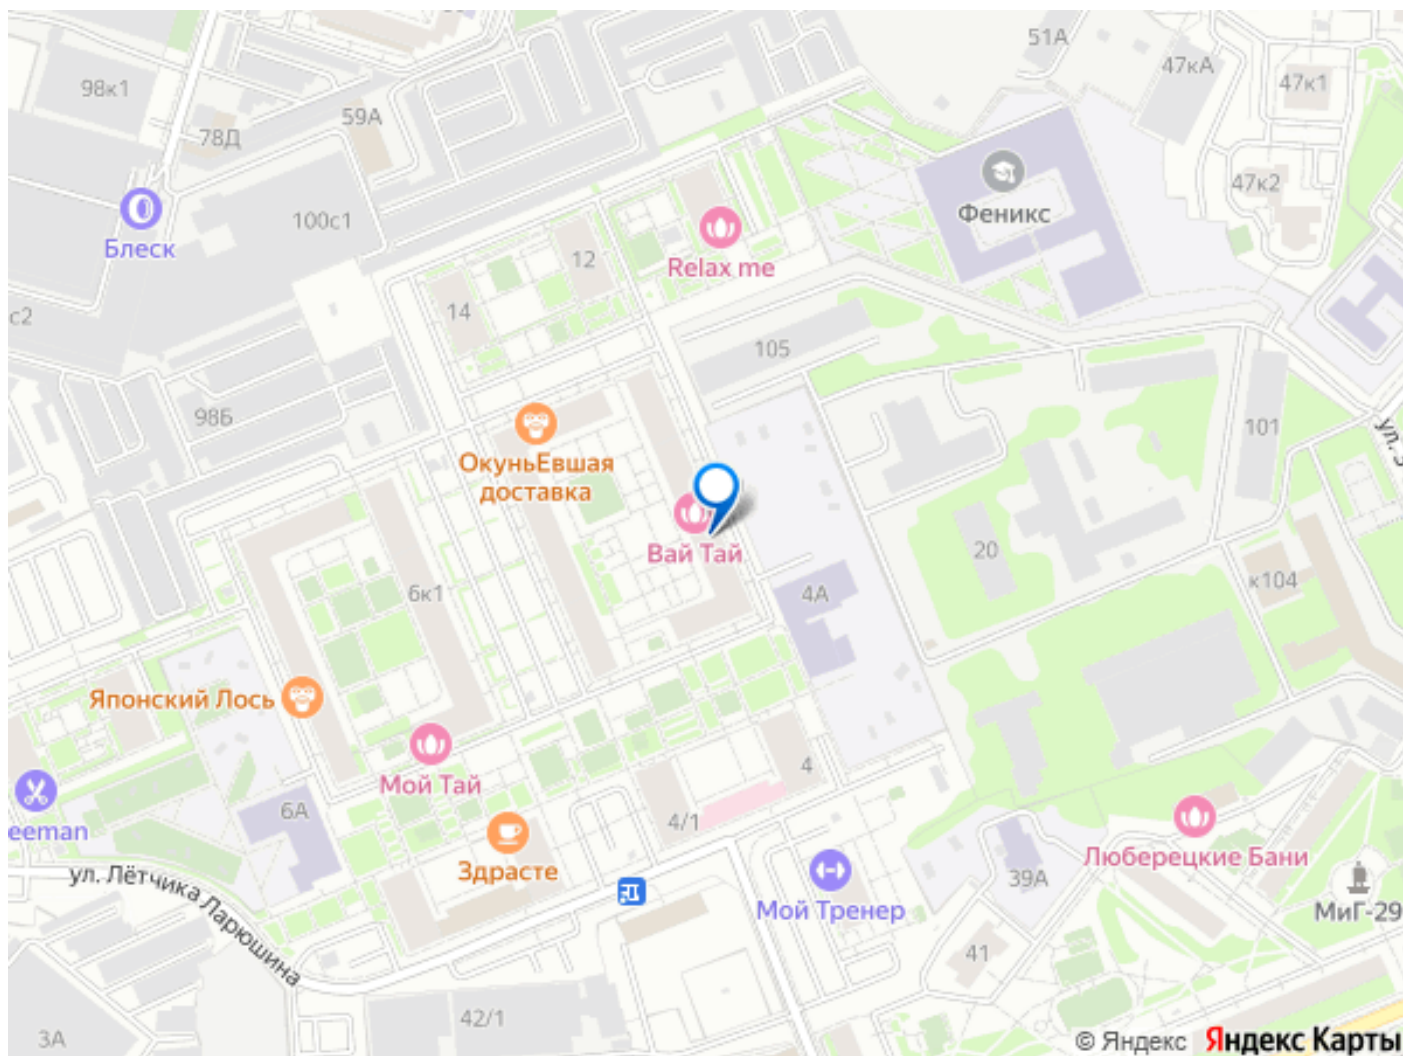 51А
47кА
47к1
98к1
59А
78Д
47к2
Феникс
100с1
Блеск
12
Relax me
с2
14
105
98Б
ул. З
101
ОкуньЕвшая
доставка
Вай Тай
20
к104
6к1
4А
Японский Лось
4
Мой Тай
6А
4/1
eeman
Здрасте
Люберецкие Бани
ул. Лётчика Ларюшина
39А
Мой Тренер
МиГ-29
41
42/1
3А
© Яндекс Яндекс Карты